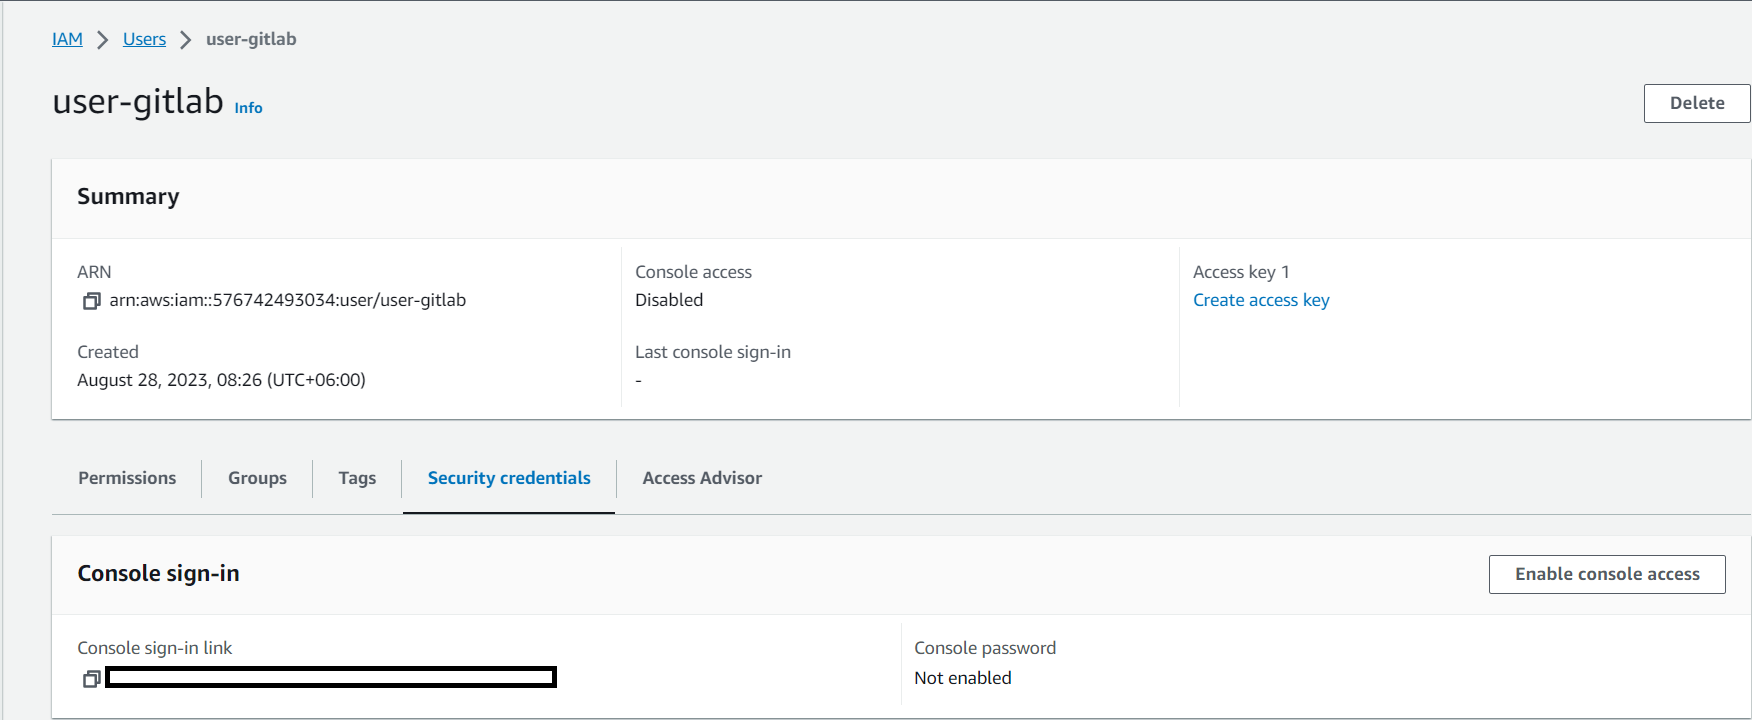 IAM > Users > user-gitlab
user-gitlab Info
Delete
Summary
ARN
arn:aws:iam::576742493034:user/user-gitlab
Created
August 28, 2023, 08:26 (UTC+06:00)
Console access
Disabled
Last console sign-in
-
Access key 1
Create access key
Permissions
Groups
Tags
Security credentials
Access Advisor
Console sign-in
Enable console access
Console sign-in link
Console password
Not enabled